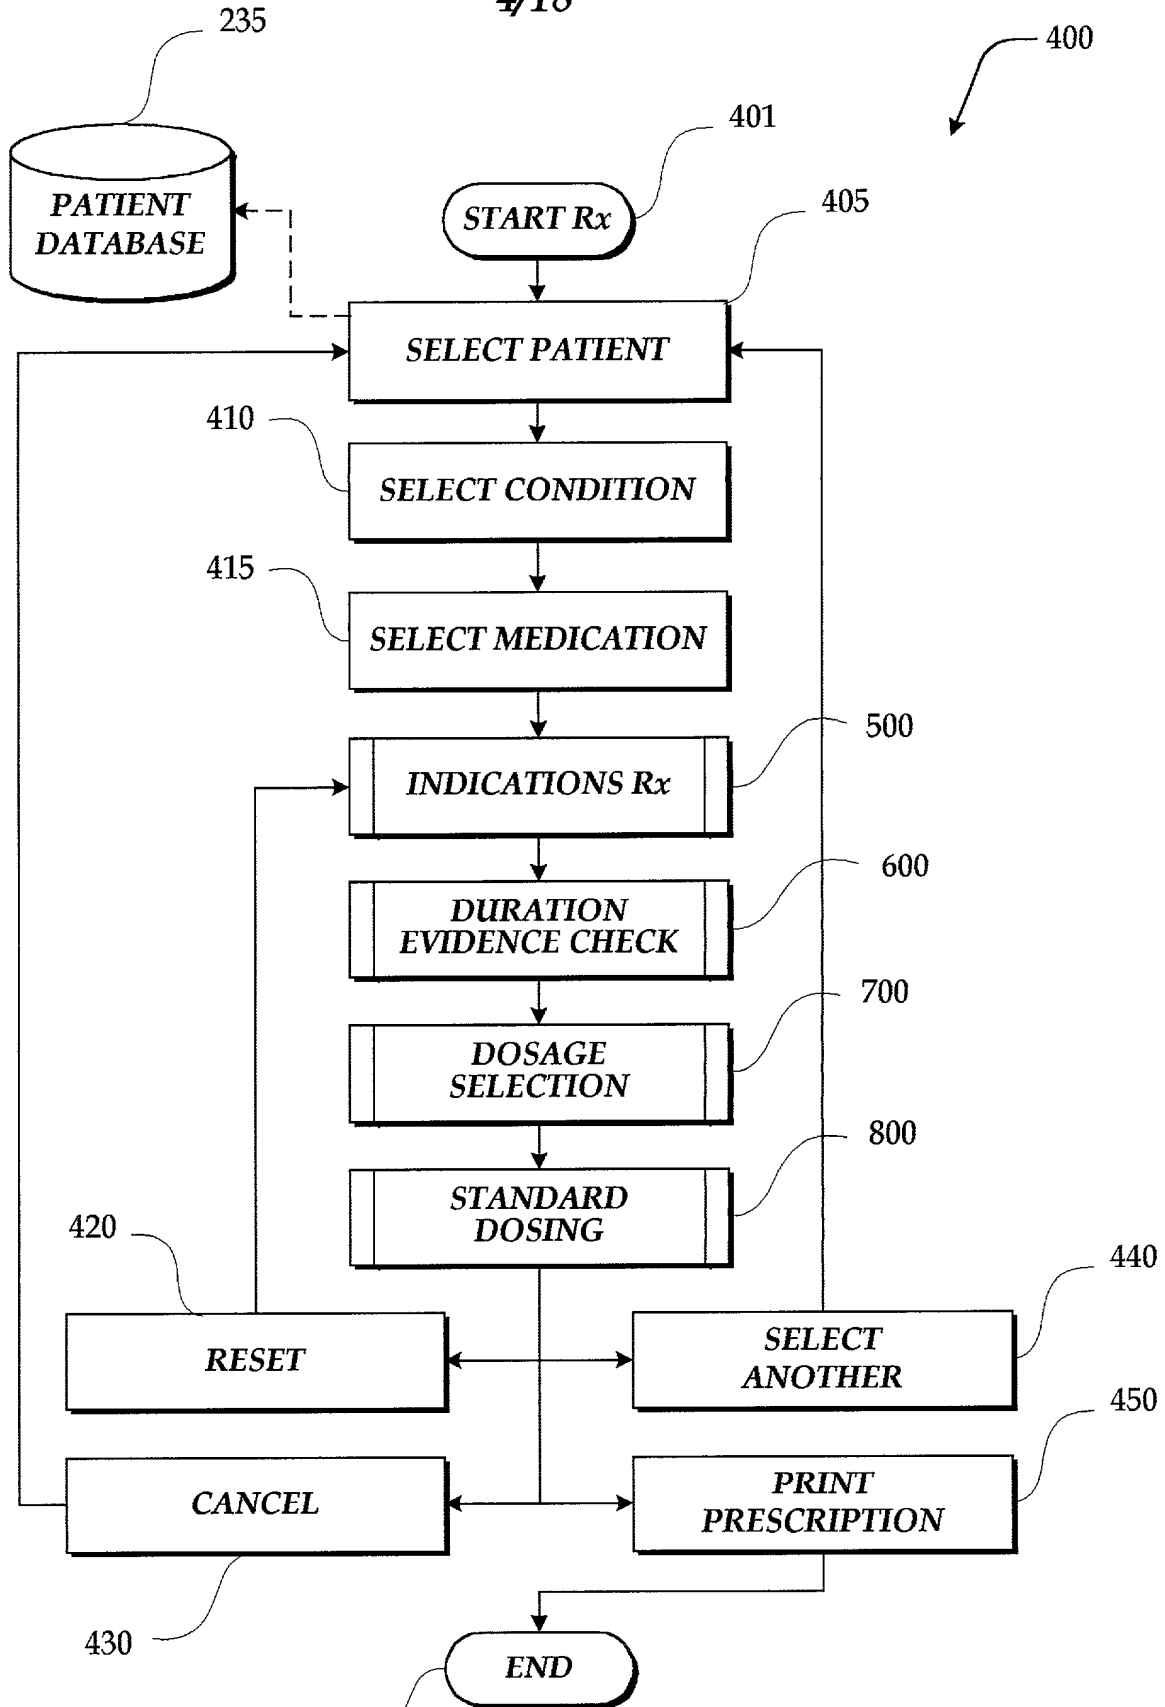 4/18
235
400
401
START Rx
405
PATIENT
DATABASE
SELECT PATIENT
410
SELECT CONDITION
415
SELECT MEDICATION
500
INDICATIONS Rx
600
DURATION
EVIDENCE CHECK
700
DOSAGE
SELECTION
800
STANDARD
DOSING
420
440
RESET
SELECT
ANOTHER
450
CANCEL
PRINT
PRESCRIPTION
430
END